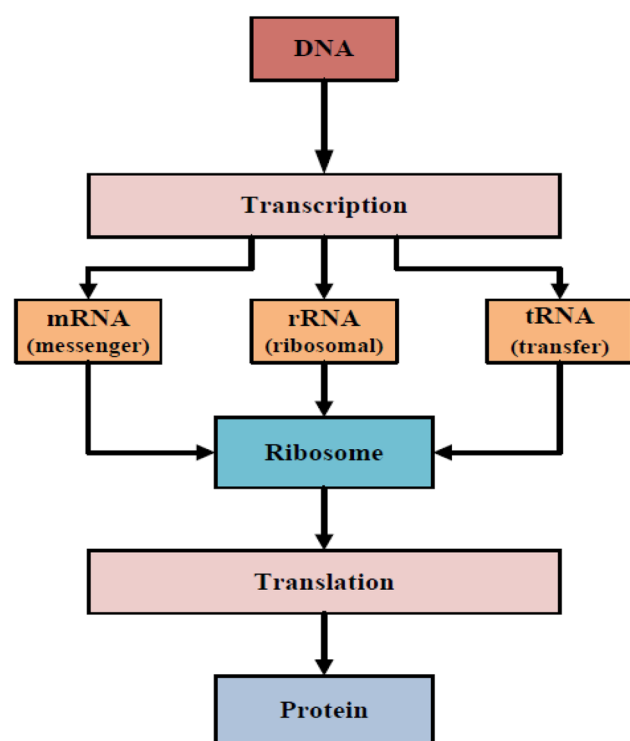 DNA
Transcription
mRNA
(messenger)
rRNA
(ribosomal)
tRNA
(transfer)
Ribosome
Translation
Protein